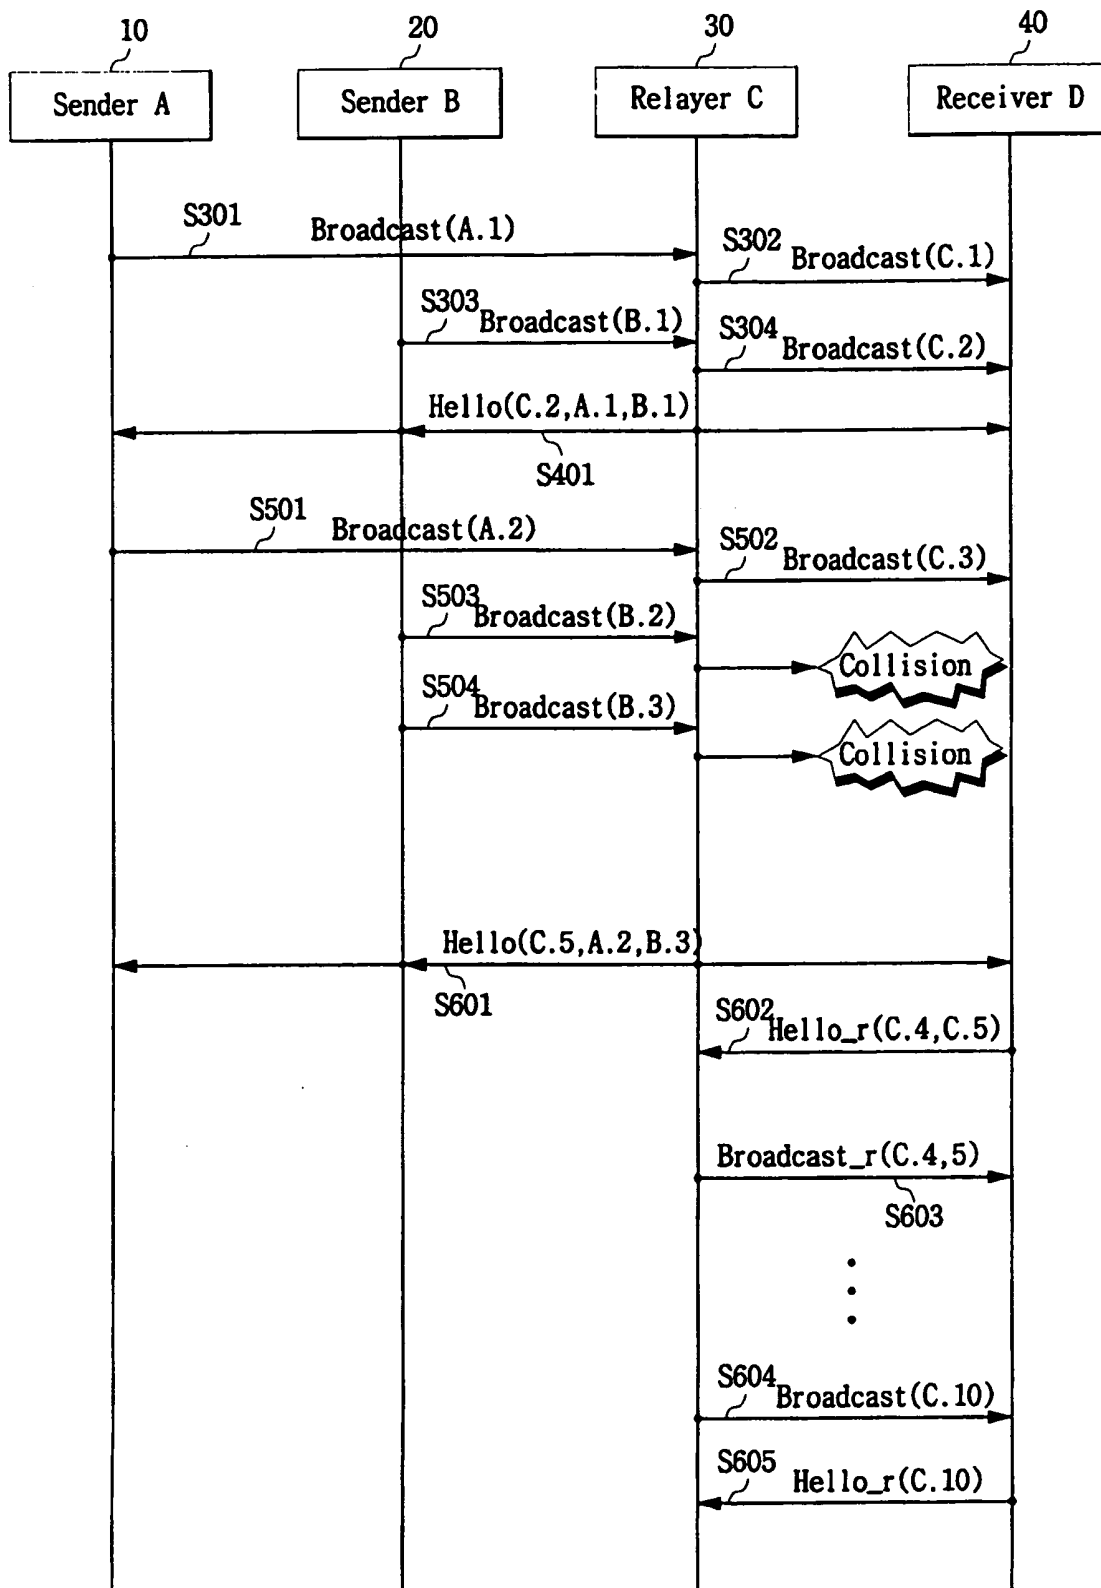 10
20
30
40
Sender A
Sender B
Relayer C
Receiver D
S301
Broadcast(A.1)
S302
Broadcast(C.1)
S303
Broadcast(B.1)
S304
Broadcast(C.2)
Hello(C.2,A.1,B.1)
S401
S501
Broadcast(A.2)
S502
Broadcast(C.3)
S503
Broadcast(B.2)
Collision
S504
Broadcast(B.3)
Collision
Hello(C.5,A.2,B.3)
S601
S602
Hello_r(C.4,C.5)
Broadcast_r(C.4,5)
S603
S604
Broadcast(C.10)
S605
Hello_r(C.10)